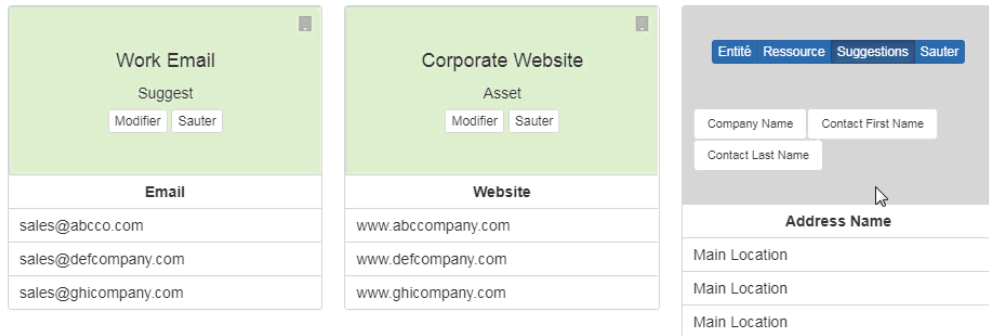 Work Email
Suggest
Modifier Sauter
Email
sales@abcco.com
sales@defcompany.com
sales@ghicompany.com
Corporate Website
Asset
Modifier Sauter
Website
www.abccompany.com
www.defcompany.com
www.ghicompany.com
Entité Ressource Suggestions Sauter
Company Name Contact First Name
Contact Last Name
Address Name
Main Location
Main Location
Main Location